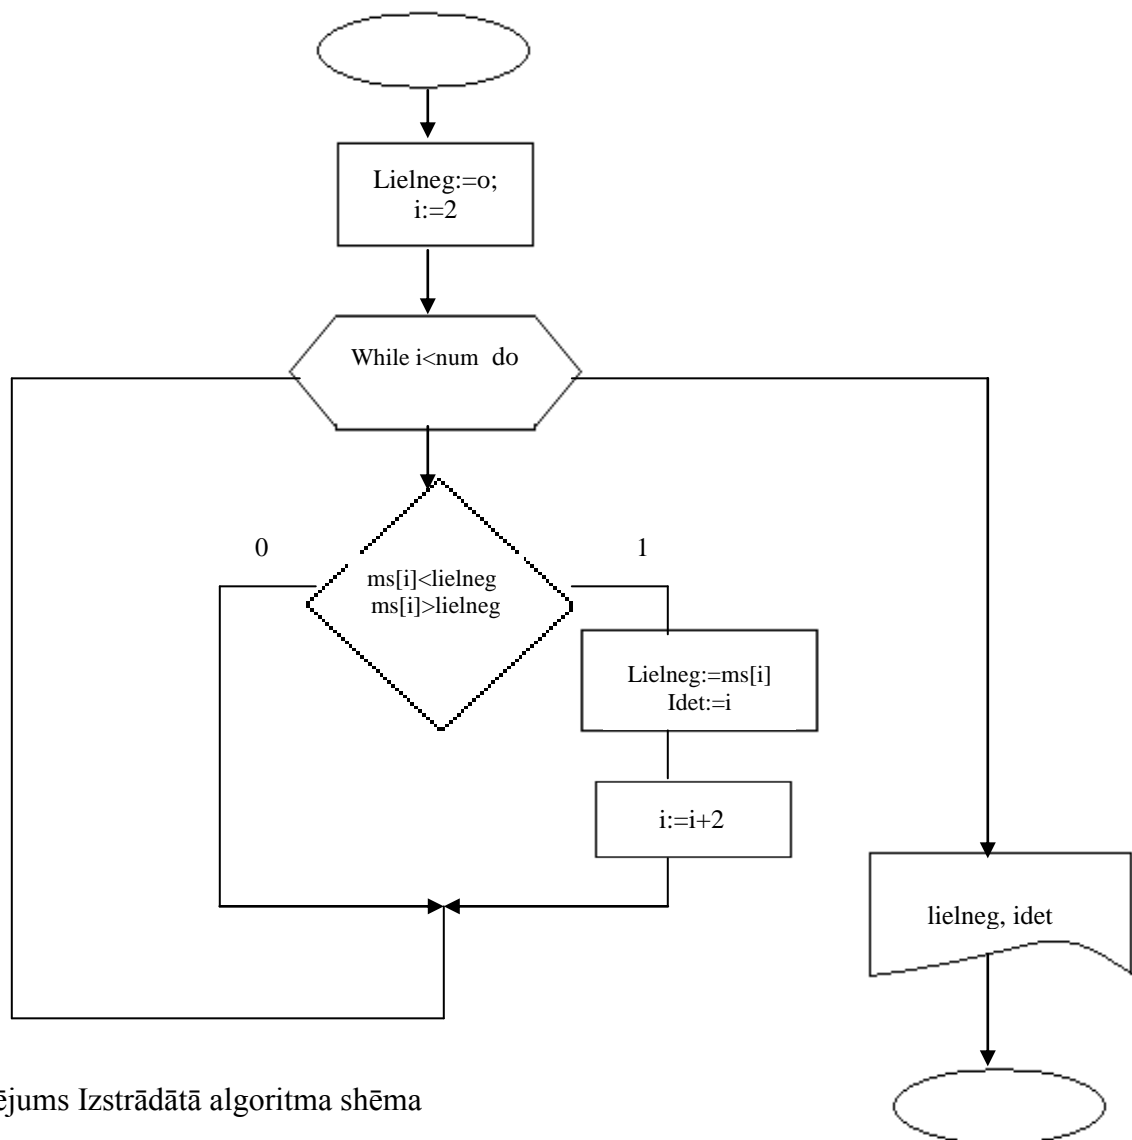 Lielneg:=o;
i:=2
While i<num do
0
1
ms[i]<lielneg
ms[i]>lielneg
Lielneg:=ms[i]
Idet:=i
i:=i+2
lielneg, idet
Izstrādātā algoritma shēma